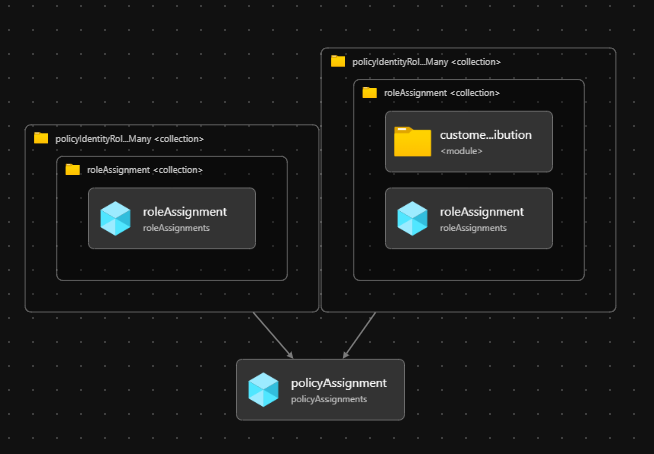 policyIdentityRol...Many <collection>
roleAssignment <collection>
custome...ibution
<module>
roleAssignment
roleAssignments
policyIdentityRol...Many <collection>
roleAssignment <collection>
roleAssignment
roleAssignments
policyAssignment
policyAssignments